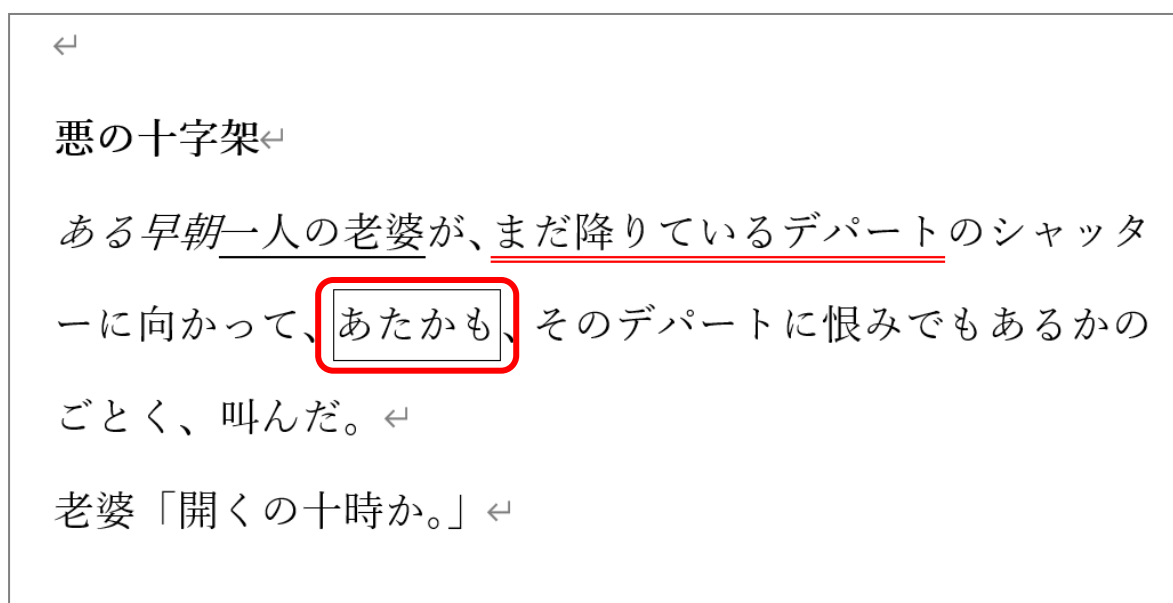 悪の十字架
ある早朝一人の老婆が、まだ降りているデパートのシャッタ
ーに向かって、あたかも、そのデパートに恨みでもあるかの
ごとく、叫んだ。
老婆「開くの十時か。」